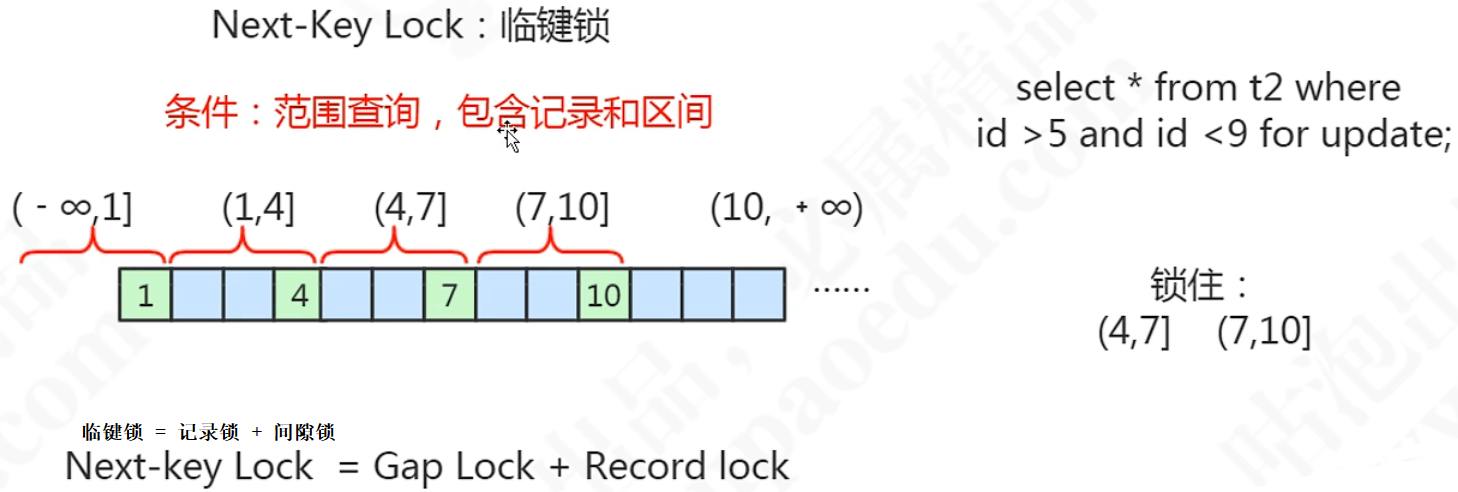 Next-Key Lock：临键锁
条件：范围查询，包含记录和区间
select * from t2 where
id >5 and id <9 for update;
( - ∞,1] (1,4] (4,7] (7,10] (10, + ∞)
1 4 7 10 ……
锁住：
(4,7] (7,10]
临键锁 = 记录锁 + 间隙锁
Next-key Lock = Gap Lock + Record lock